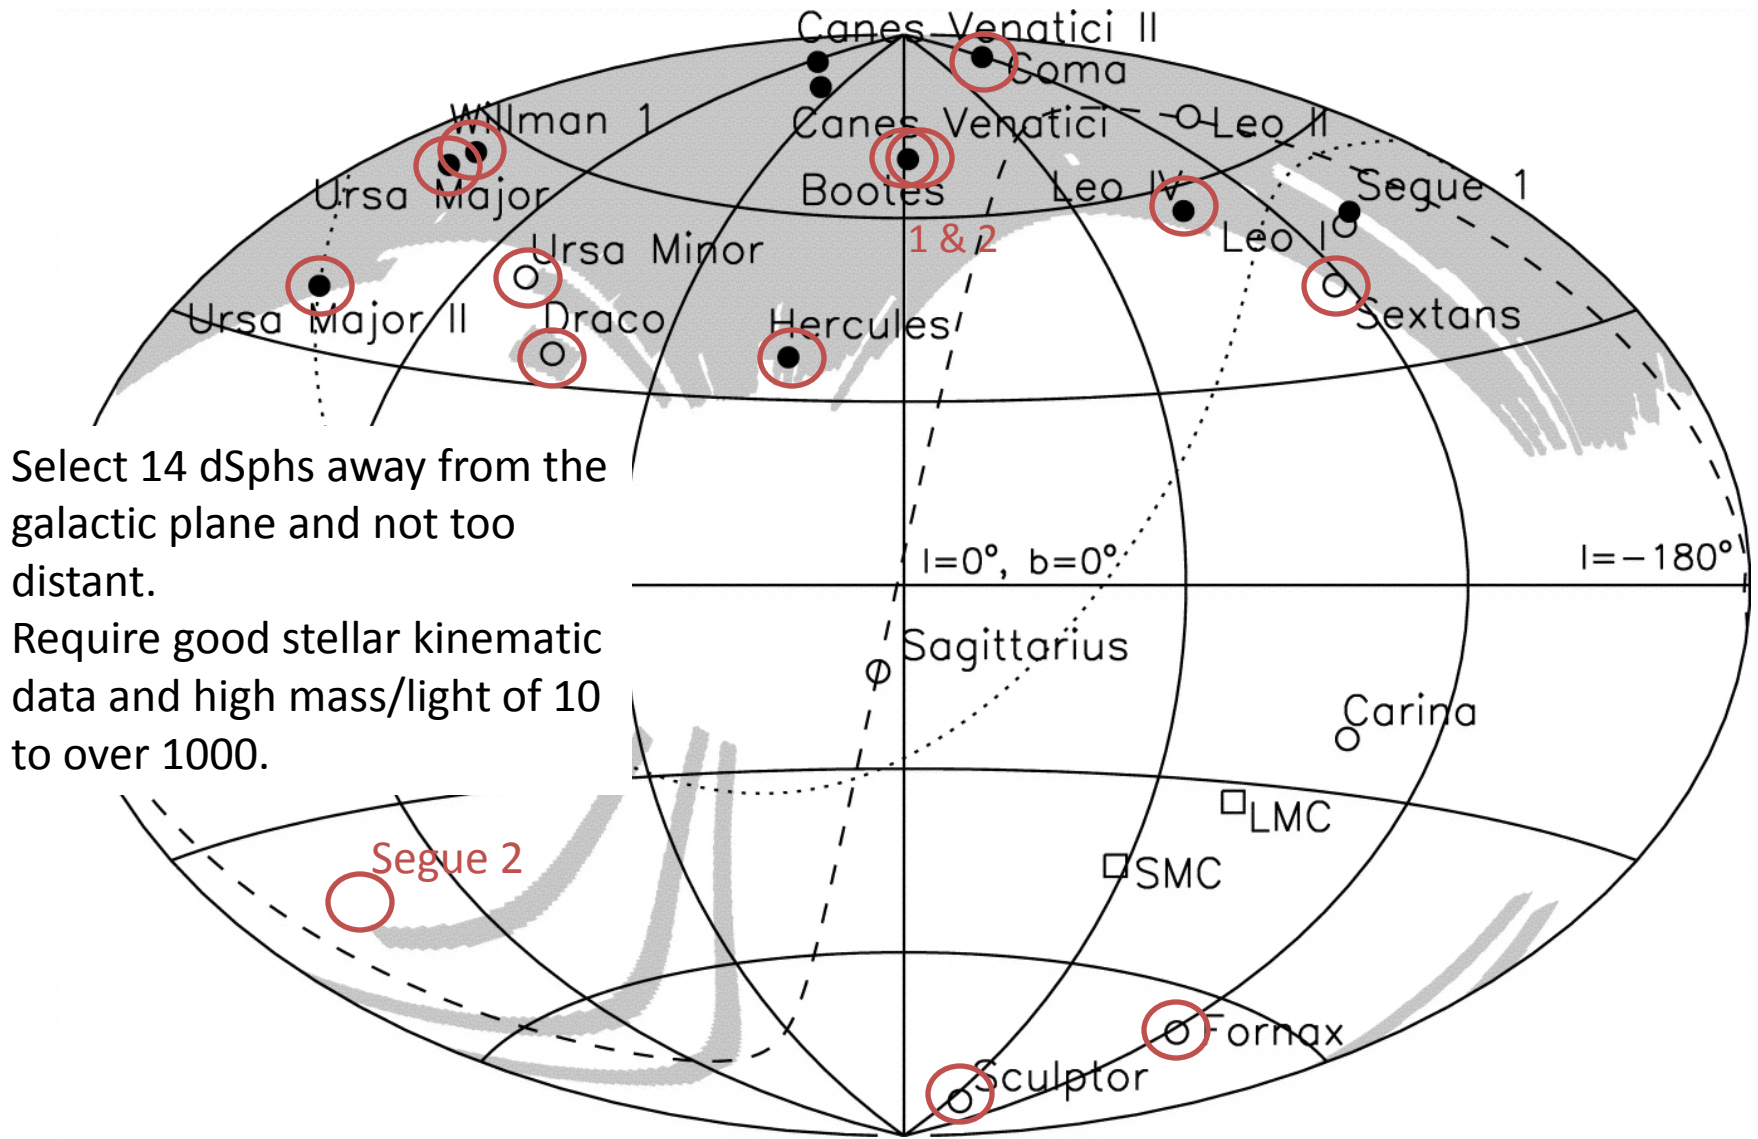 Canes Venatici II
Coma
Willman 1
Canes Venatici
Leo II
Ursa Major
Bootes
1 & 2
Leo IV
Segue 1
Leo I
Ursa Minor
Ursa Major II
Draco
Hercules
Sextans
Select 14 dSphs away from the
galactic plane and not too
distant.
Require good stellar kinematic
data and high mass/light of 10
to over 1000.
l=0°, b=0°
l=-180°
Sagittarius
Carina
LMC
SMC
Segue 2
Fornax
Sculptor